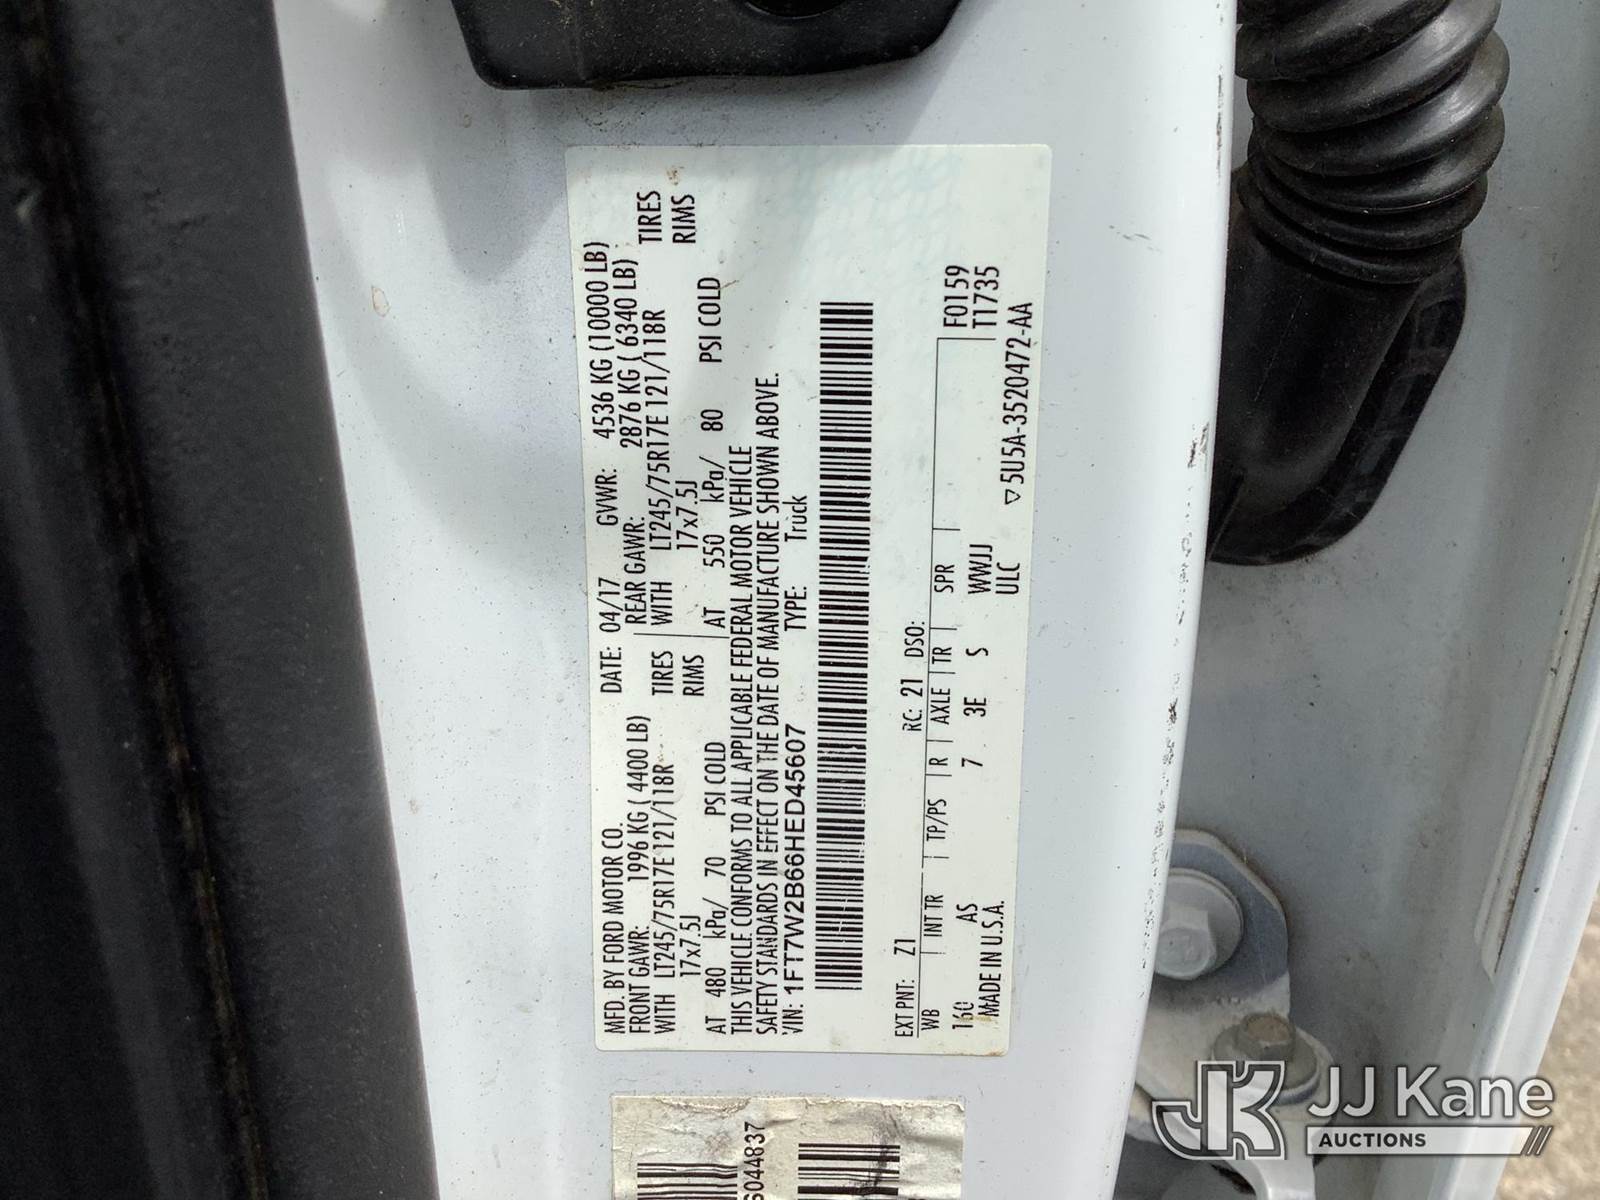 MFD. BY FORD MOTOR CO.
DATE: 04/17 GVWR: 4536 KG (10000 LB)
FRONT GAWR: 1996 KG ( 4400 LB)
REAR GAWR: 2876 KG ( 6340 LB)
WITH LT245/75R17E 121/118R TIRES
WITH LT245/75R17E 121/118R TIRES
17x7.5J RIMS
17x7.5J RIMS
AT 480 kPa/ 70 PSI COLD
AT 550 kPa/ 80 PSI COLD
THIS VEHICLE CONFORMS TO ALL APPLICABLE FEDERAL MOTOR VEHICLE
SAFETY STANDARDS IN EFFECT ON THE DATE OF MANUFACTURE SHOWN ABOVE.
VIN: 1FT7W2B66HED45607 TYPE: Truck
F0159
T1735
EXT PNT: Z1 RC: 21 DSO:
WB INT TR TP/PS R AXLE TR SPR
160 AS 7 3E S WWJJ
MADE IN U.S.A. ULC
▽5U5A-3520472-AA
6044837
JK JJ Kane
AUCTIONS